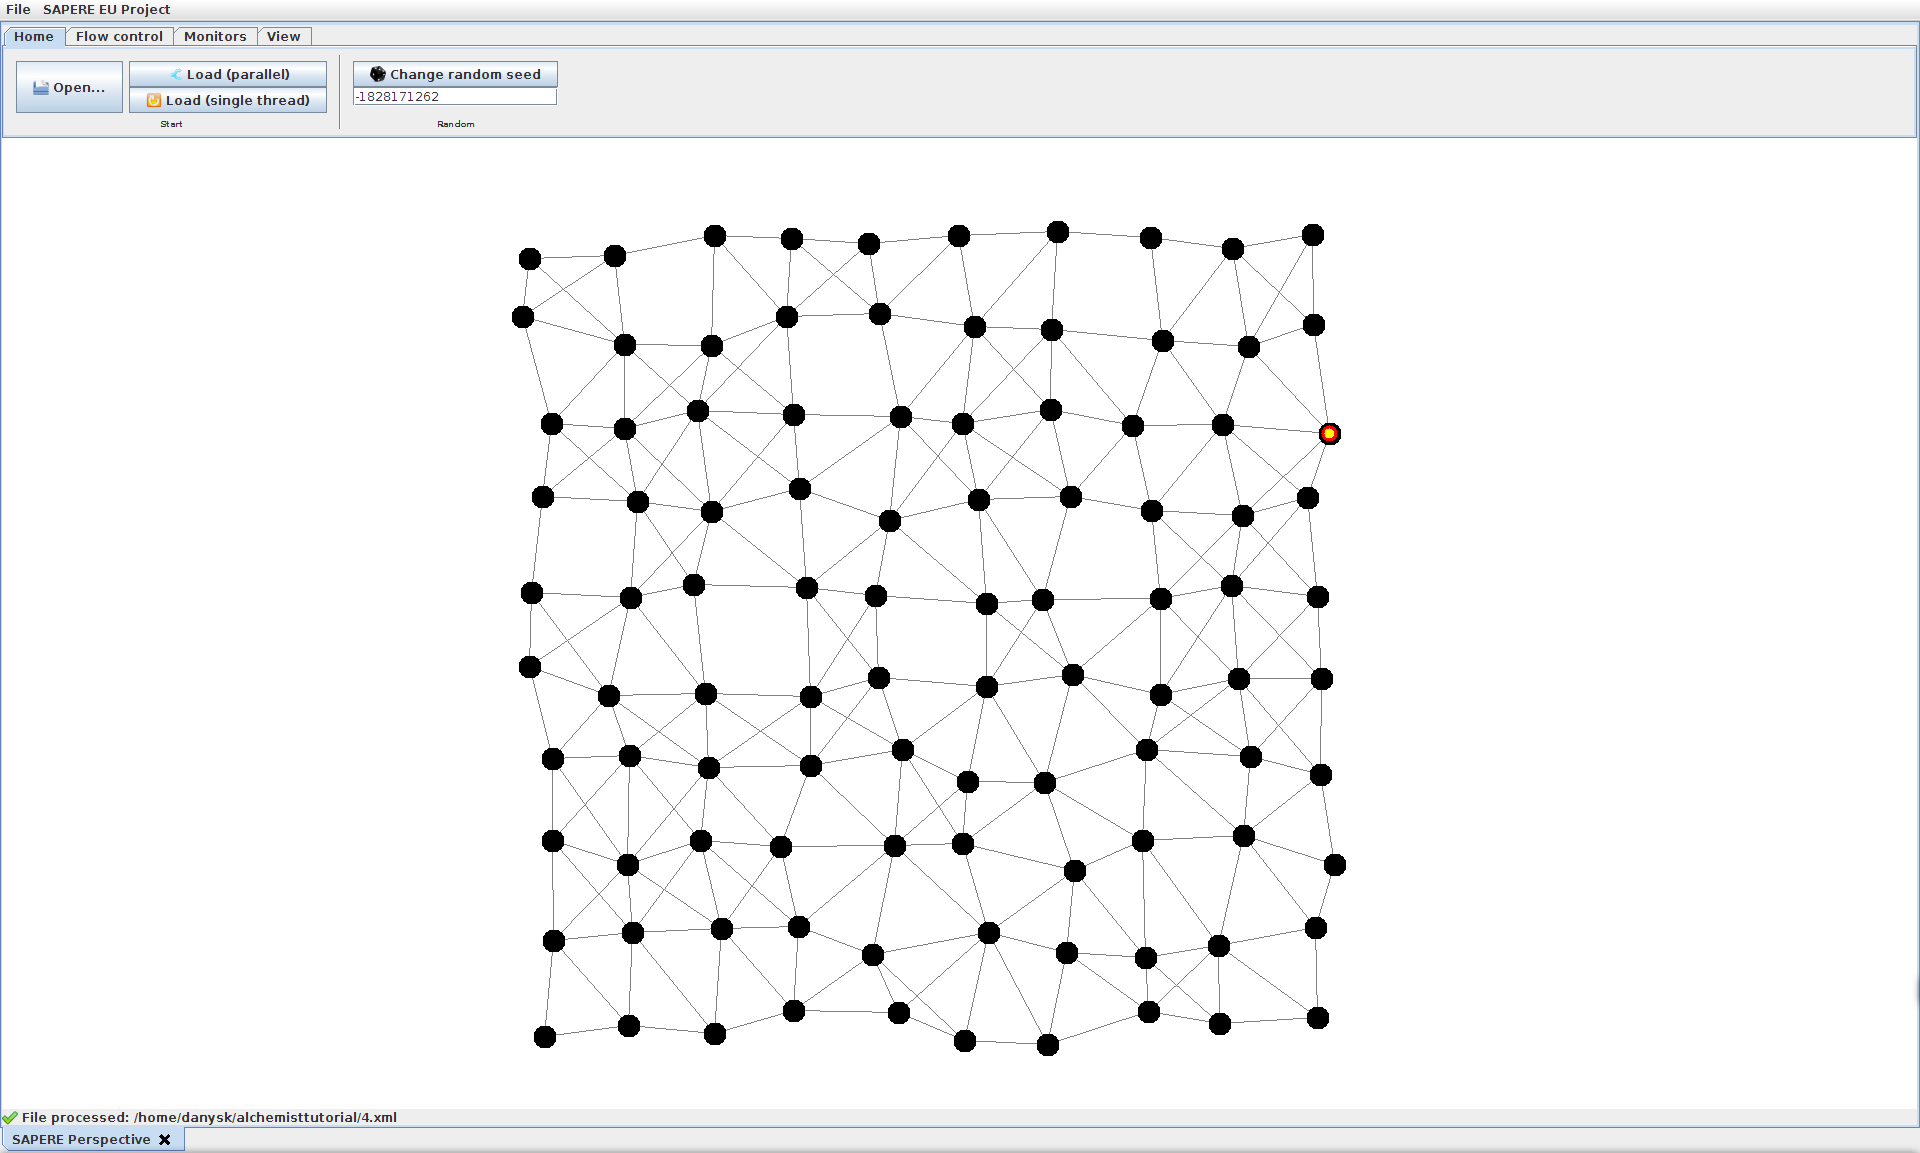 File SAPERE EU Project
Home Flow control Monitors View
Open...
Load (parallel)
Load (single thread)
Start
Change random seed
-1828171262
Random
File processed: /home/danysk/alchemisttutorial/4.xml
SAPERE Perspective